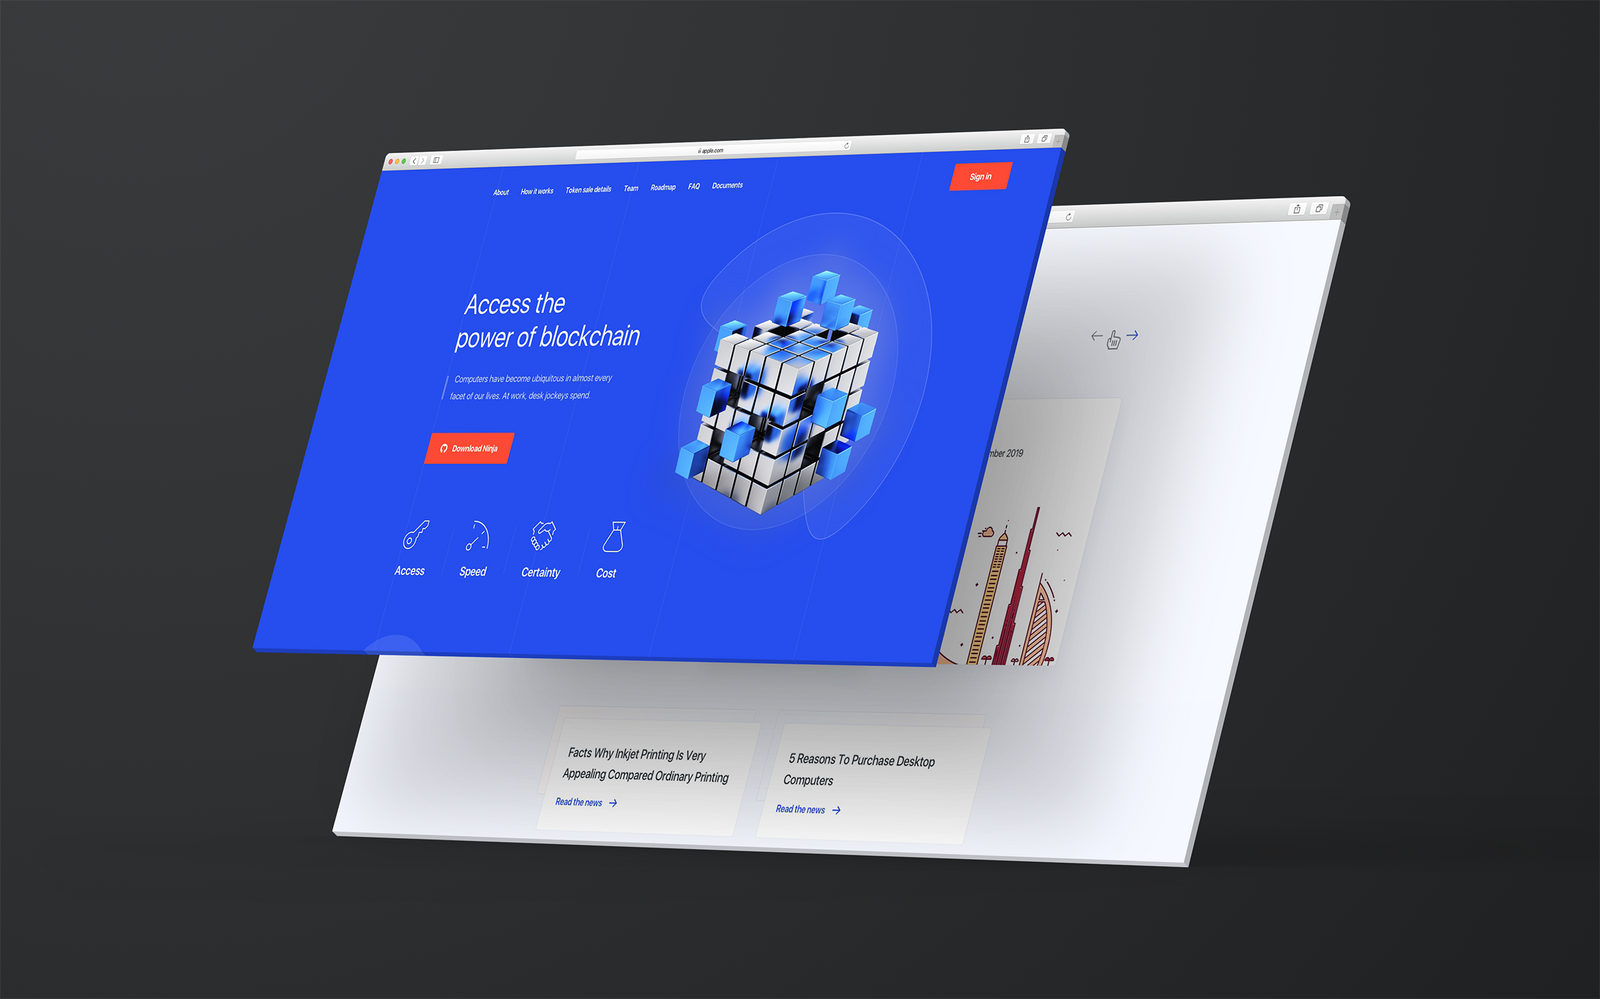 apple.com
About How it works Token sale details Team Roadmap FAQ Documents
Sign in
Access the
power of blockchain
Computers have become ubiquitous in almost every
facet of our lives. At work, desk jockeys spend.
Download Ninja
Access Speed Certainty Cost
2019
Facts Why Inkjet Printing Is Very
Appealing Compared Ordinary Printing
Read the news
5 Reasons To Purchase Desktop
Computers
Read the news